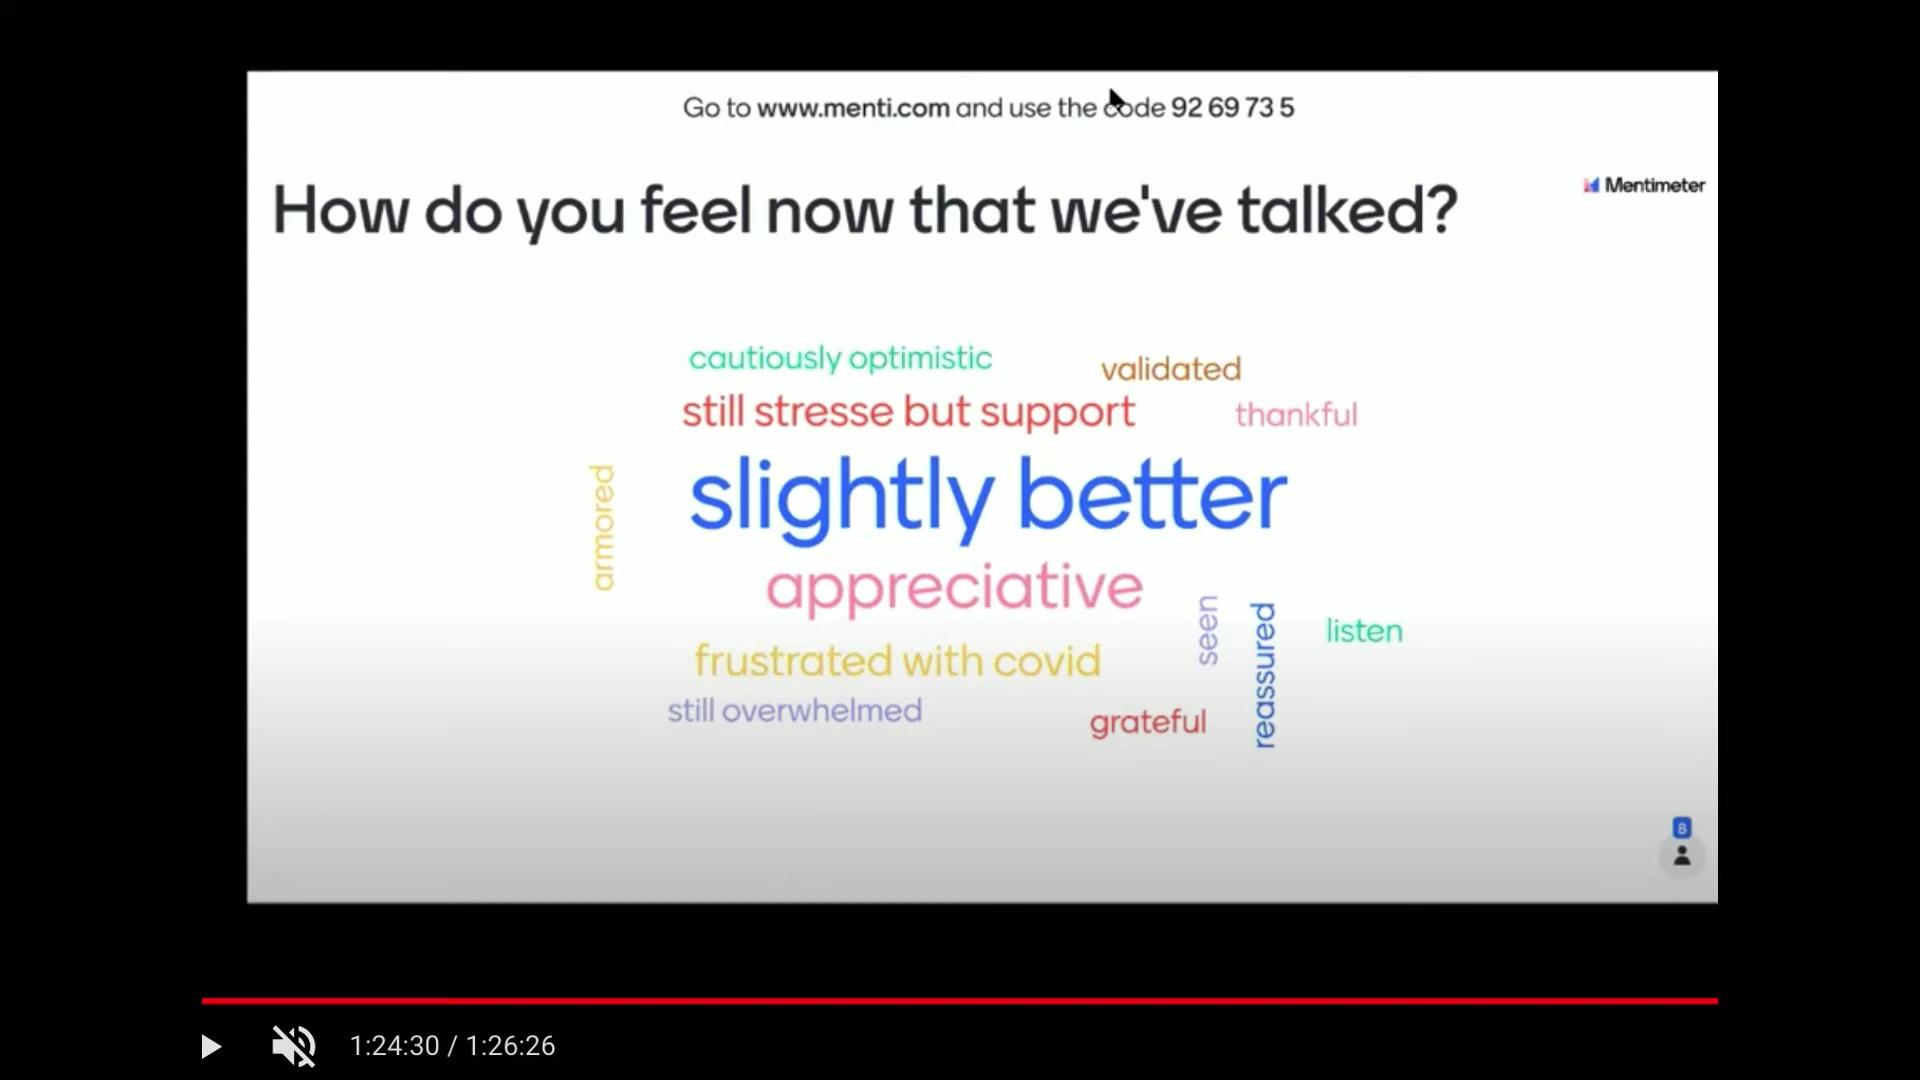 Go to www.menti.com and use the code 92 69 73 5
How do you feel now that we've talked?
Mentimeter
cautiously optimistic
validated
still stresse but support
thankful
slightly better
armored
appreciative
seen
reassured
listen
frustrated with covid
still overwhelmed
grateful
8
1:24:30 / 1:26:26